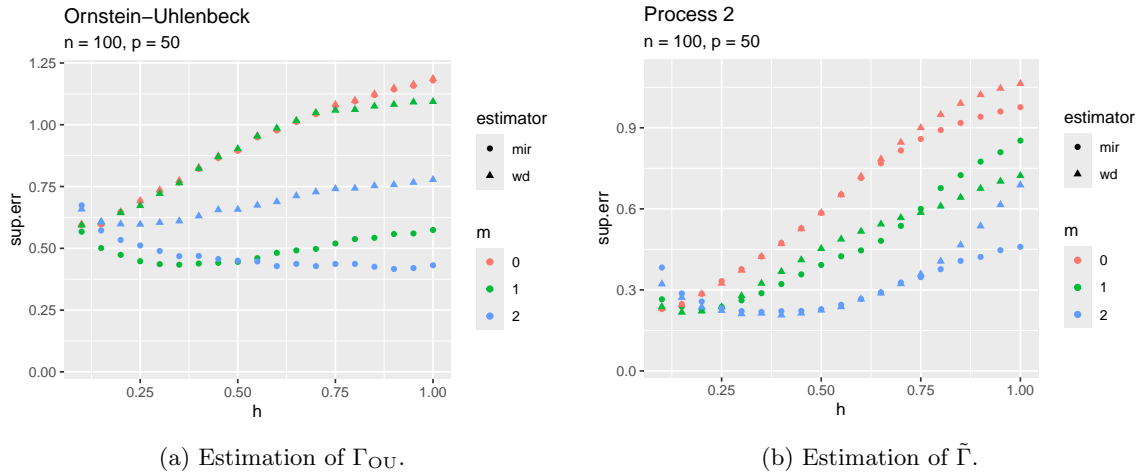 Ornstein−Uhlenbeck
n = 100, p = 50
sup.err
1.25
1.00
0.75
0.50
0.25
0.00
0.25
0.50
0.75
1.00
h
estimator
mir
wd
m
0
1
2
(a) Estimation of Γ_OU.
Process 2
n = 100, p = 50
sup.err
0.9
0.6
0.3
0.0
0.25
0.50
0.75
1.00
h
estimator
mir
wd
m
0
1
2
(b) Estimation of Γ̃.